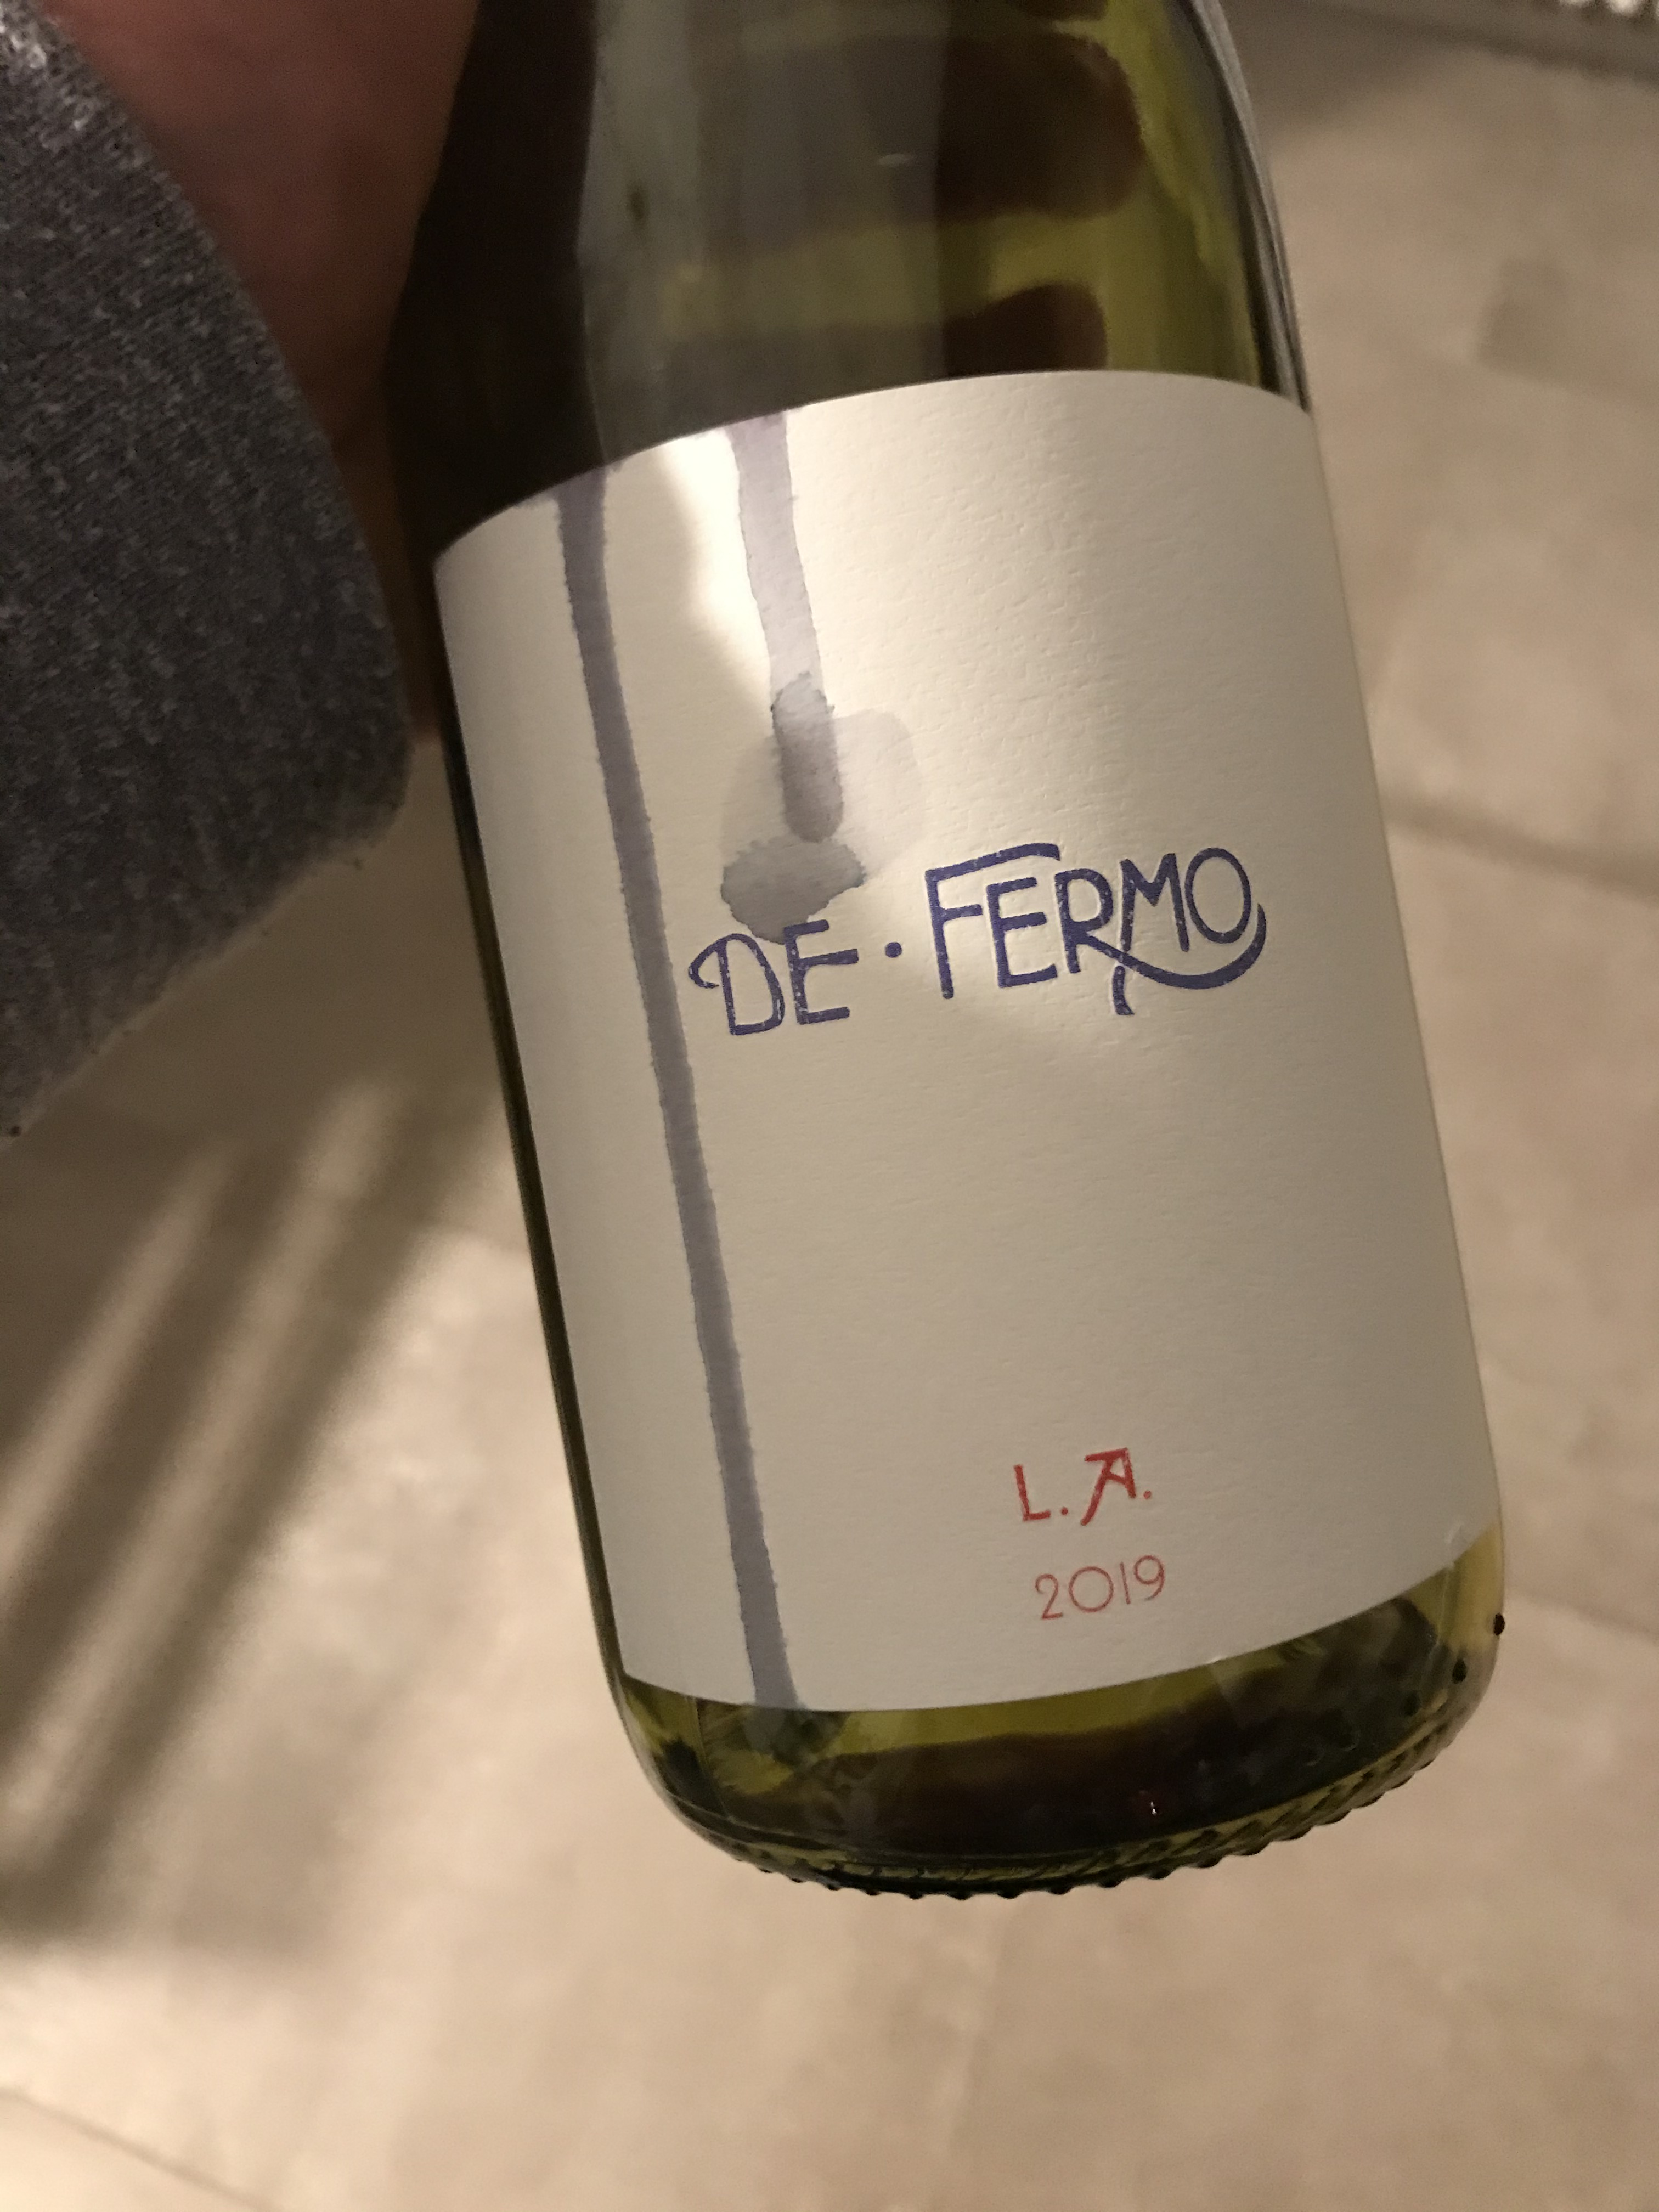 DE · FERMO
L.A.
2019